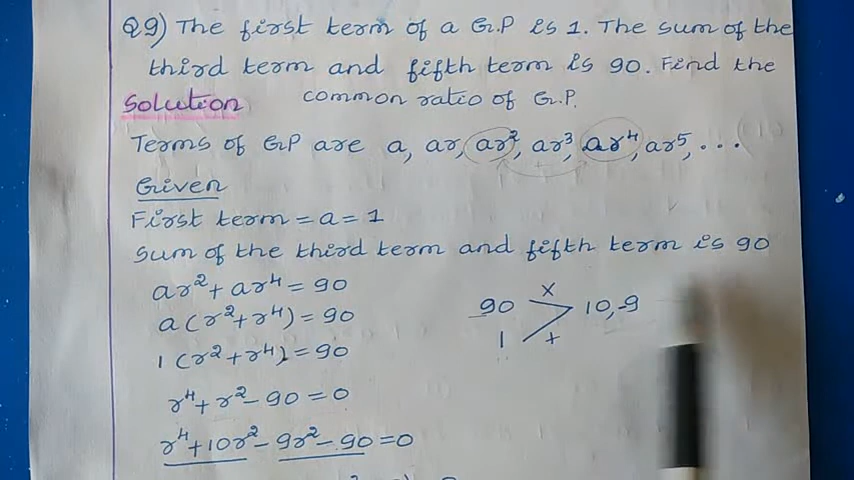 Q9) The first term of a G.P is 1. The sum of the
third term and fifth term is 90. Find the
common ratio of G.P.
Solution
Terms of GP are a, ar, ar², ar³, ar⁴, ar⁵, ...
Given
First term = a = 1
Sum of the third term and fifth term is 90
ar² + ar⁴ = 90
a(r² + r⁴) = 90
1(r² + r⁴) = 90
r⁴ + r² - 90 = 0
r⁴ + 10r² - 9r² - 90 = 0
x
90 10,-9
1 +